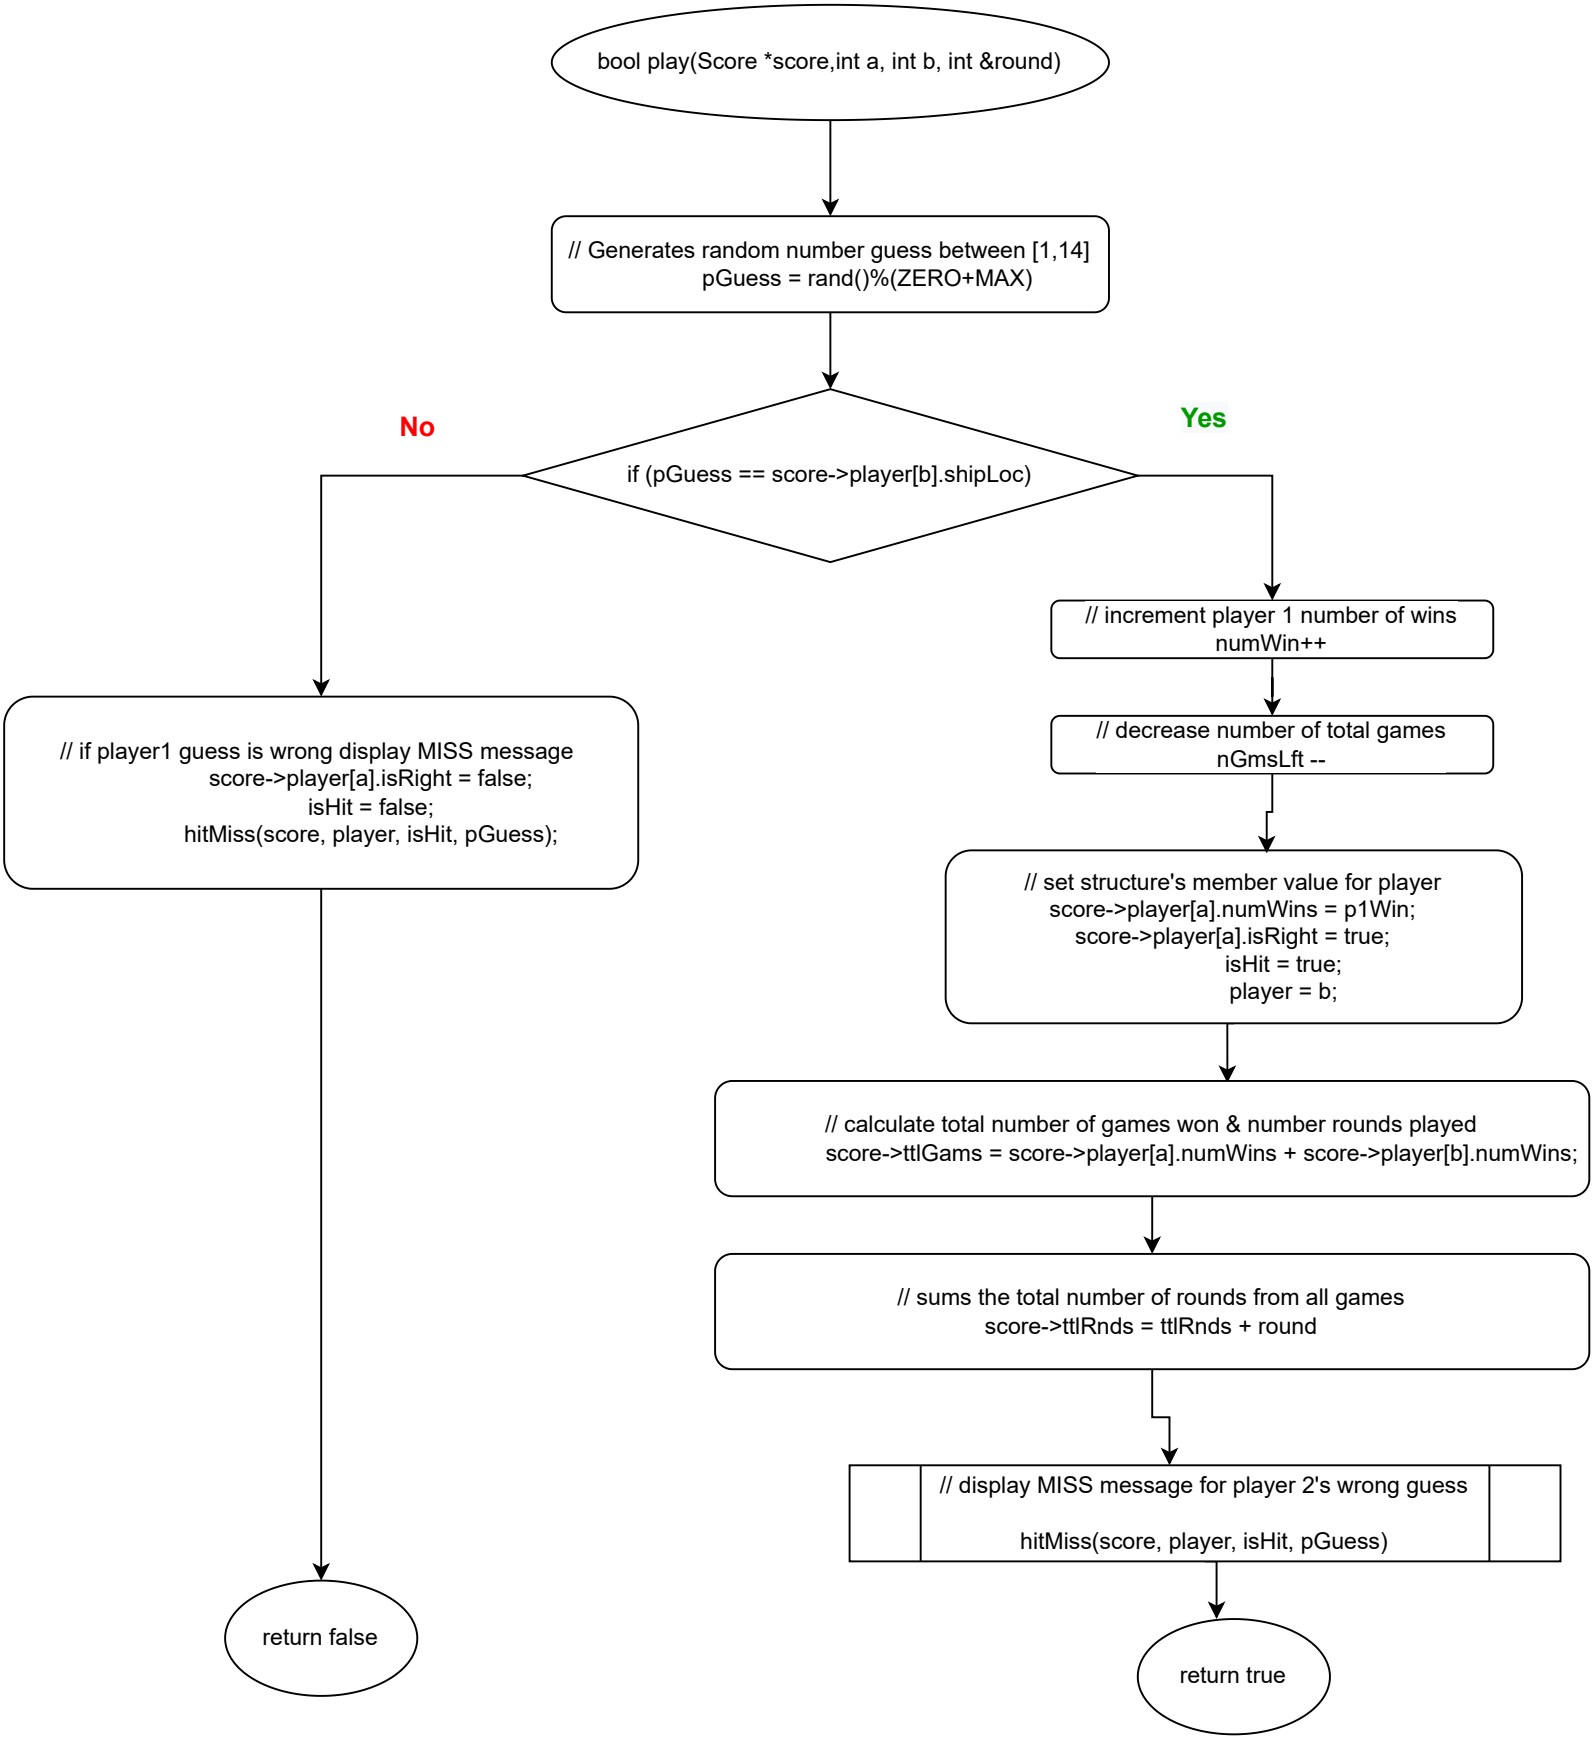 bool play(Score *score,int a, int b, int &round)
// Generates random number guess between [1,14]
pGuess = rand()%(ZERO+MAX)
No
Yes
if (pGuess == score->player[b].shipLoc)
// increment player 1 number of wins
numWin++
// decrease number of total games
nGmsLft --
// if player1 guess is wrong display MISS message
score->player[a].isRight = false;
isHit = false;
hitMiss(score, player, isHit, pGuess);
// set structure's member value for player
score->player[a].numWins = p1Win;
score->player[a].isRight = true;
isHit = true;
player = b;
// calculate total number of games won & number rounds played
score->ttlGams = score->player[a].numWins + score->player[b].numWins;
// sums the total number of rounds from all games
score->ttlRnds = ttlRnds + round
// display MISS message for player 2's wrong guess
hitMiss(score, player, isHit, pGuess)
return false
return true